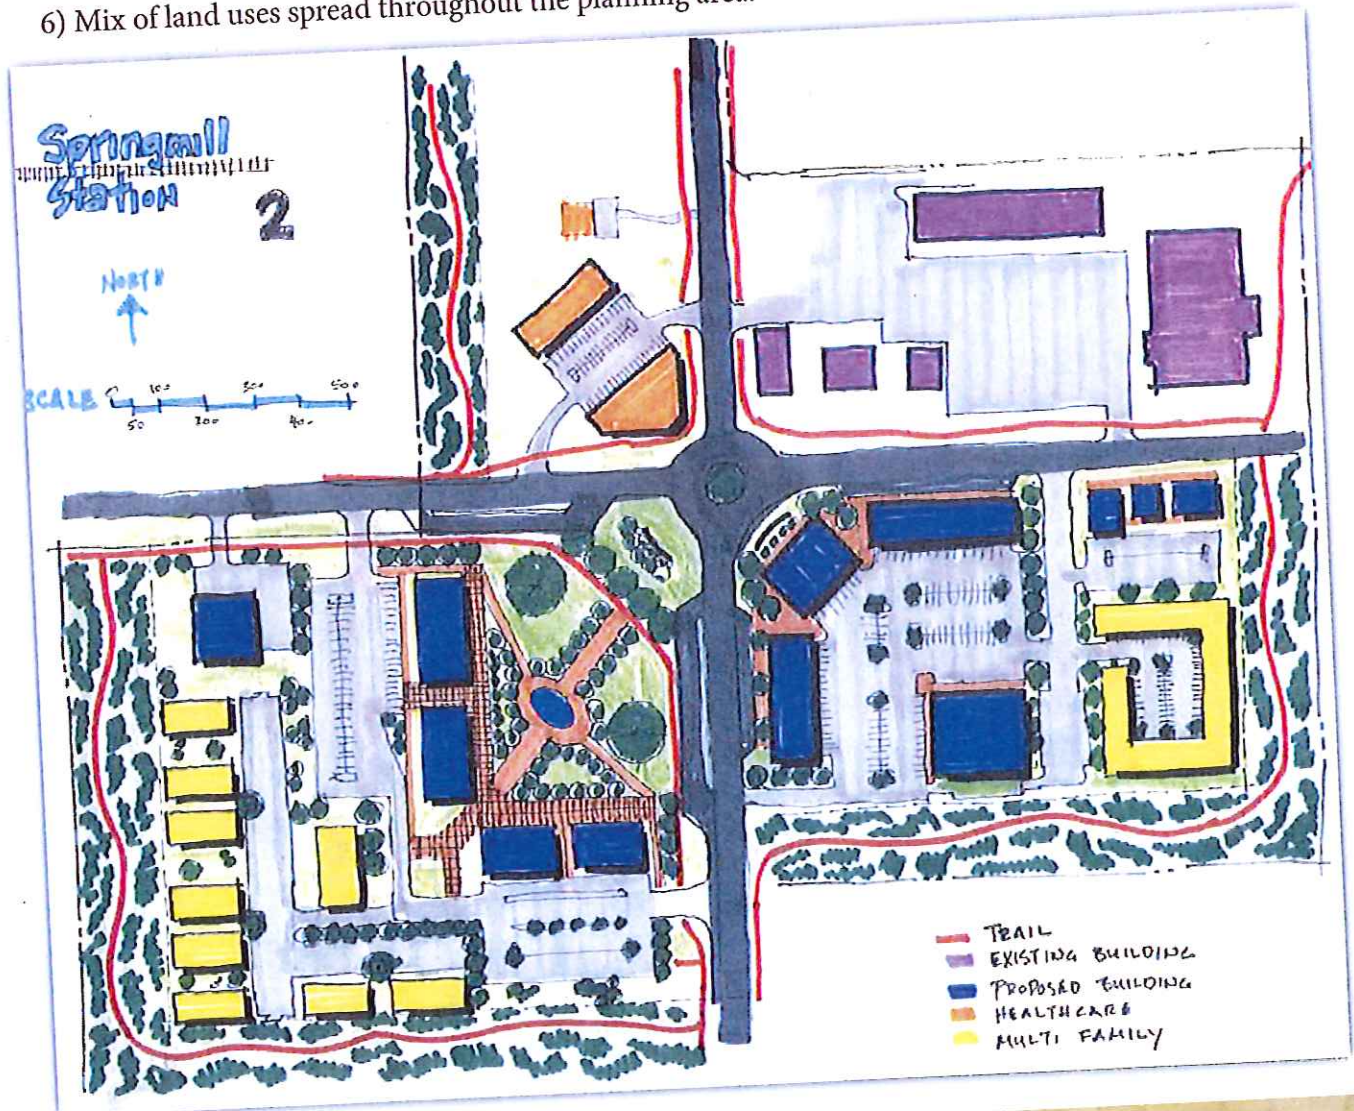 6) Mix of land uses spread throughout the planning area.
Springmill
Station
2
NORTH
SCALE 0 100 300 500
50 200 400
TRAIL
EXISTING BUILDING
PROPOSED BUILDING
HEALTHCARE
MULTI FAMILY